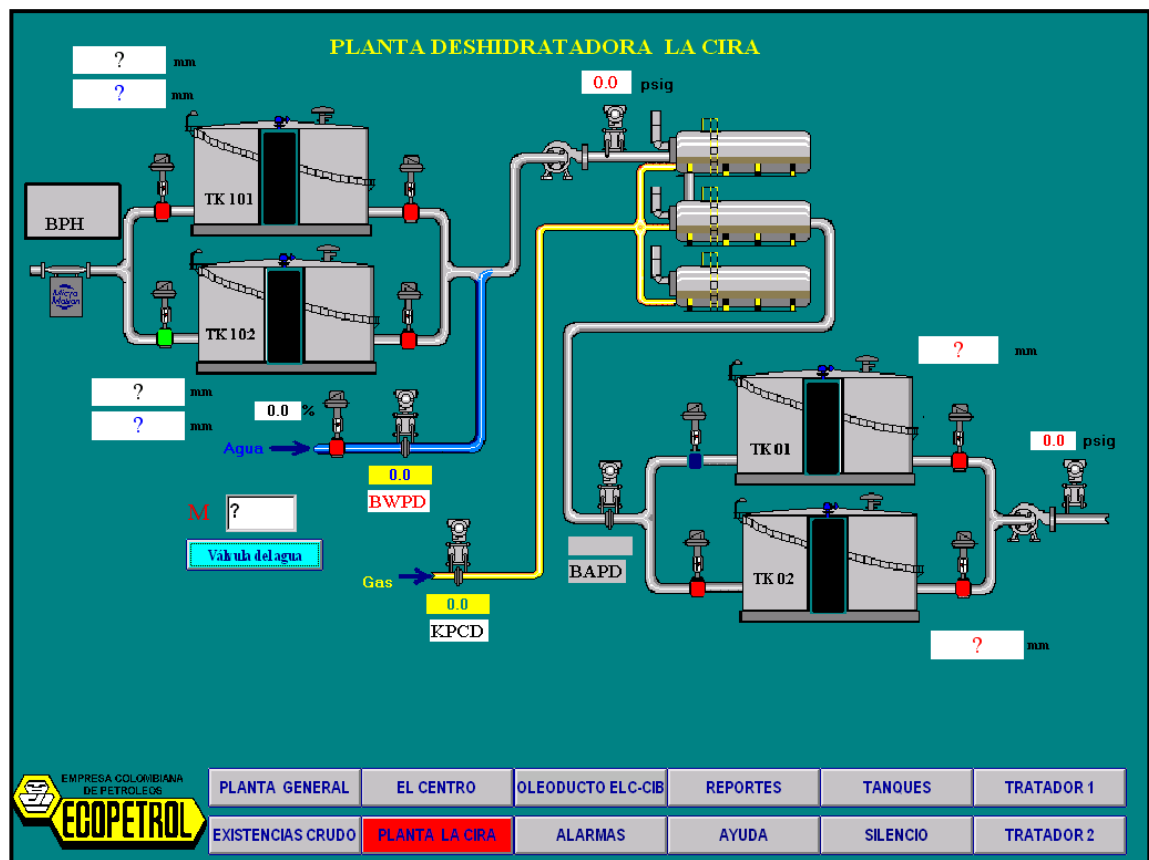 PLANTA DESHIDRATADORA LA CIRA
? mm
? mm
0.0 psig
TK 101
BPH
Micro Motion
TK 102
? mm
? mm
0.0 %
Agua
0.0
BWPD
M ?
Válvula del agua
Gas
0.0
KPCD
? mm
TK 01
0.0 psig
BAPD
TK 02
? mm
EMPRESA COLOMBIANA
DE PETROLEOS
ECOPETROL
PLANTA GENERAL EL CENTRO OLEODUCTO ELC-CIB REPORTES TANQUES TRATADOR 1
EXISTENCIAS CRUDO PLANTA LA CIRA ALARMAS AYUDA SILENCIO TRATADOR 2